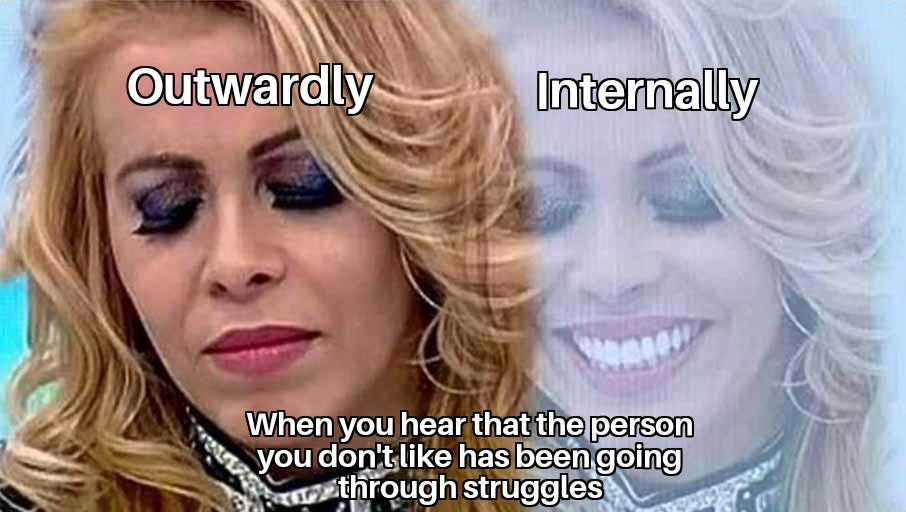 Outwardly
Internally
When you hear that the person
you don't like has been going
through struggles